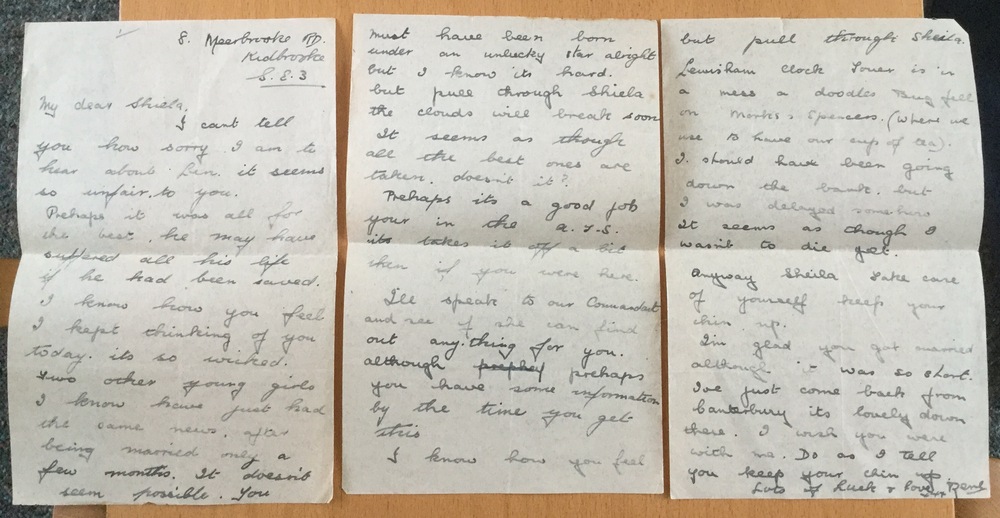 8. Meerbrooke RD.
Kidbrooke
S.E.3
My dear Shiela,
I cant tell
you how sorry I am to
hear about Len. it seems
so unfair to you.
Prehaps it was all for
the best, he may have
suffered all his life
if he had been saved.
I know how you feel
I kept thinking of you
today. its so wicked.
Two other young girls
I know have just had
the same news, after
being married only a
few months. It doesn't
seem possible. You
must have been born
under an unlucky star alright
but I know its hard.
but pull through Shiela
the clouds will break soon
It seems as though
all the best ones are
taken. doesn't it?
Prehaps its a good job
your in the A.T.S.
its takes it off a bit
then if you were here.
I'll speak to our Commandant
and see if she can find
out any.thing for you.
although prehaps
you have some information
by the time you get
this
I know how you feel
but pull through Sheila.
Lewisham Clock Tower is in
a mess a doodle Bug fell
on Marks & Spencers. (where we
use to have our cup of tea).
I should have been going
down the bank. but
I was delayed somehow
It seems as though I
wasn't to die yet.
Anyway Sheila take care
of yourself keep your
chin up.
I'm glad you got married
although it was so short.
I've just come back from
Canterbury its lovely down
there. I wish you were
with me. Do as I tell
you keep your chin up
Lots of luck & love